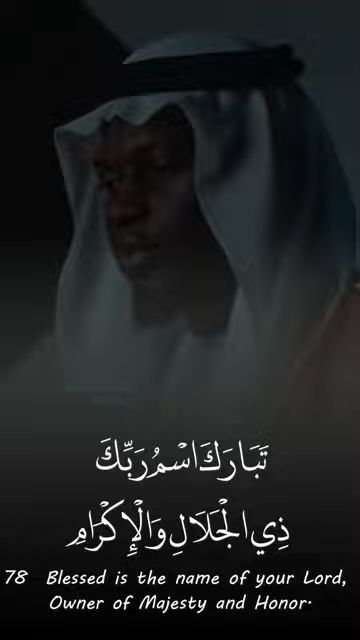 تَبَارَكَ اسْمُ رَبِّكَ
ذِي الْجَلَالِ وَالْإِكْرَامِ
78 Blessed is the name of your Lord,
Owner of Majesty and Honor.